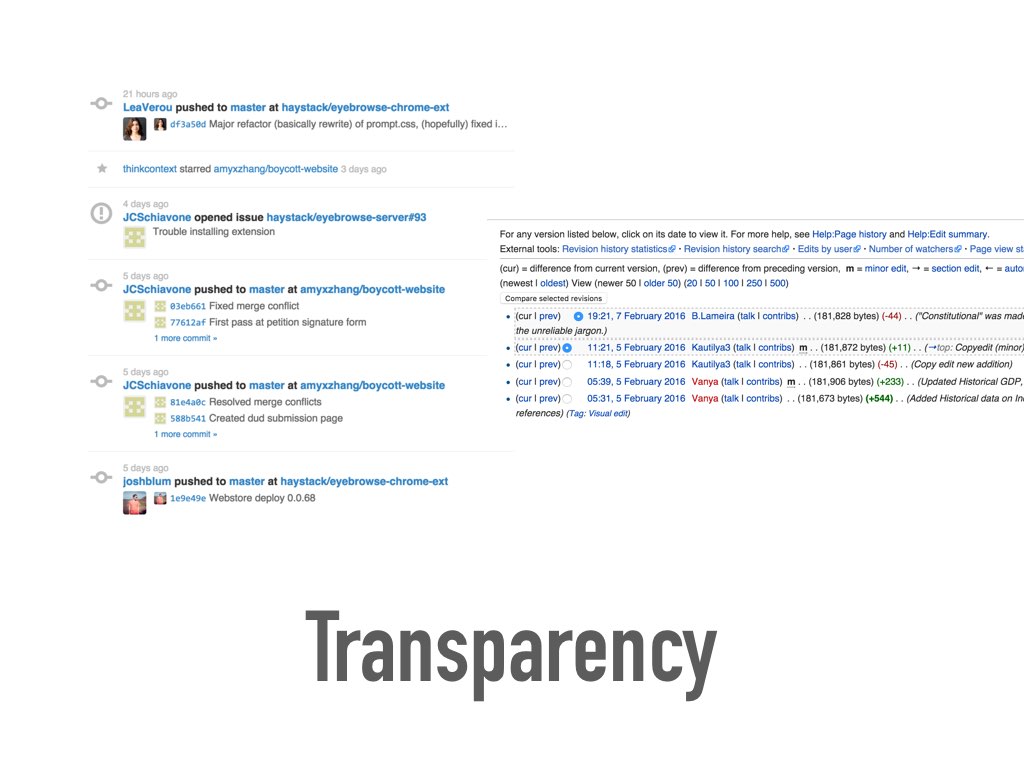 21 hours ago
LeaVerou pushed to master at haystack/eyebrowse-chrome-ext
df3a50d Major refactor (basically rewrite) of prompt.css, (hopefully) fixed i…
thinkcontext starred amyxzhang/boycott-website 3 days ago
4 days ago
JCSchiavone opened issue haystack/eyebrowse-server#93
Trouble installing extension
5 days ago
JCSchiavone pushed to master at amyxzhang/boycott-website
03eb661 Fixed merge conflict
77612af First pass at petition signature form
1 more commit »
5 days ago
JCSchiavone pushed to master at amyxzhang/boycott-website
81e4a0c Resolved merge conflicts
588b541 Created dud submission page
1 more commit »
5 days ago
joshblum pushed to master at haystack/eyebrowse-chrome-ext
1e9e49e Webstore deploy 0.0.68
For any version listed below, click on its date to view it. For more help, see Help:Page history and Help:Edit summary.
External tools: Revision history statistics · Revision history search · Edits by user · Number of watchers · Page view st
(cur) = difference from current version, (prev) = difference from preceding version, m = minor edit, → = section edit, ← = auto
(newest | oldest) View (newer 50 | older 50) (20 | 50 | 100 | 250 | 500)
Compare selected revisions
(cur | prev) 19:21, 7 February 2016 B.Lameira (talk | contribs) . . (181,828 bytes) (-44) . . ("Constitutional" was made
the unreliable jargon.)
(cur | prev) 11:21, 5 February 2016 Kautilya3 (talk | contribs) m . . (181,872 bytes) (+11) . . (→top: Copyedit (minor)
(cur | prev) 11:18, 5 February 2016 Kautilya3 (talk | contribs) . . (181,861 bytes) (-45) . . (Copy edit new addition)
(cur | prev) 05:39, 5 February 2016 Vanya (talk | contribs) m . . (181,906 bytes) (+233) . . (Updated Historical GDP,
(cur | prev) 05:31, 5 February 2016 Vanya (talk | contribs) . . (181,673 bytes) (+544) . . (Added Historical data on In
references) (Tag: Visual edit)
Transparency